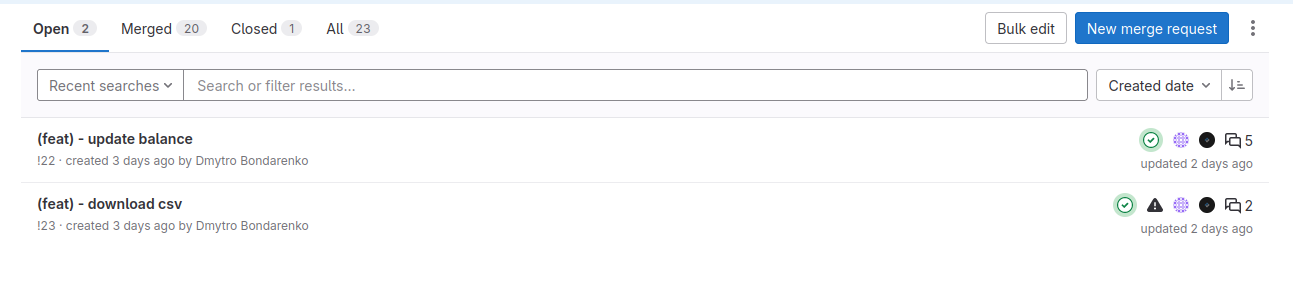 Open 2 Merged 20 Closed 1 All 23 Bulk edit New merge request
Recent searches Search or filter results... Created date
(feat) - update balance 5
!22 · created 3 days ago by Dmytro Bondarenko updated 2 days ago
(feat) - download csv 2
!23 · created 3 days ago by Dmytro Bondarenko updated 2 days ago